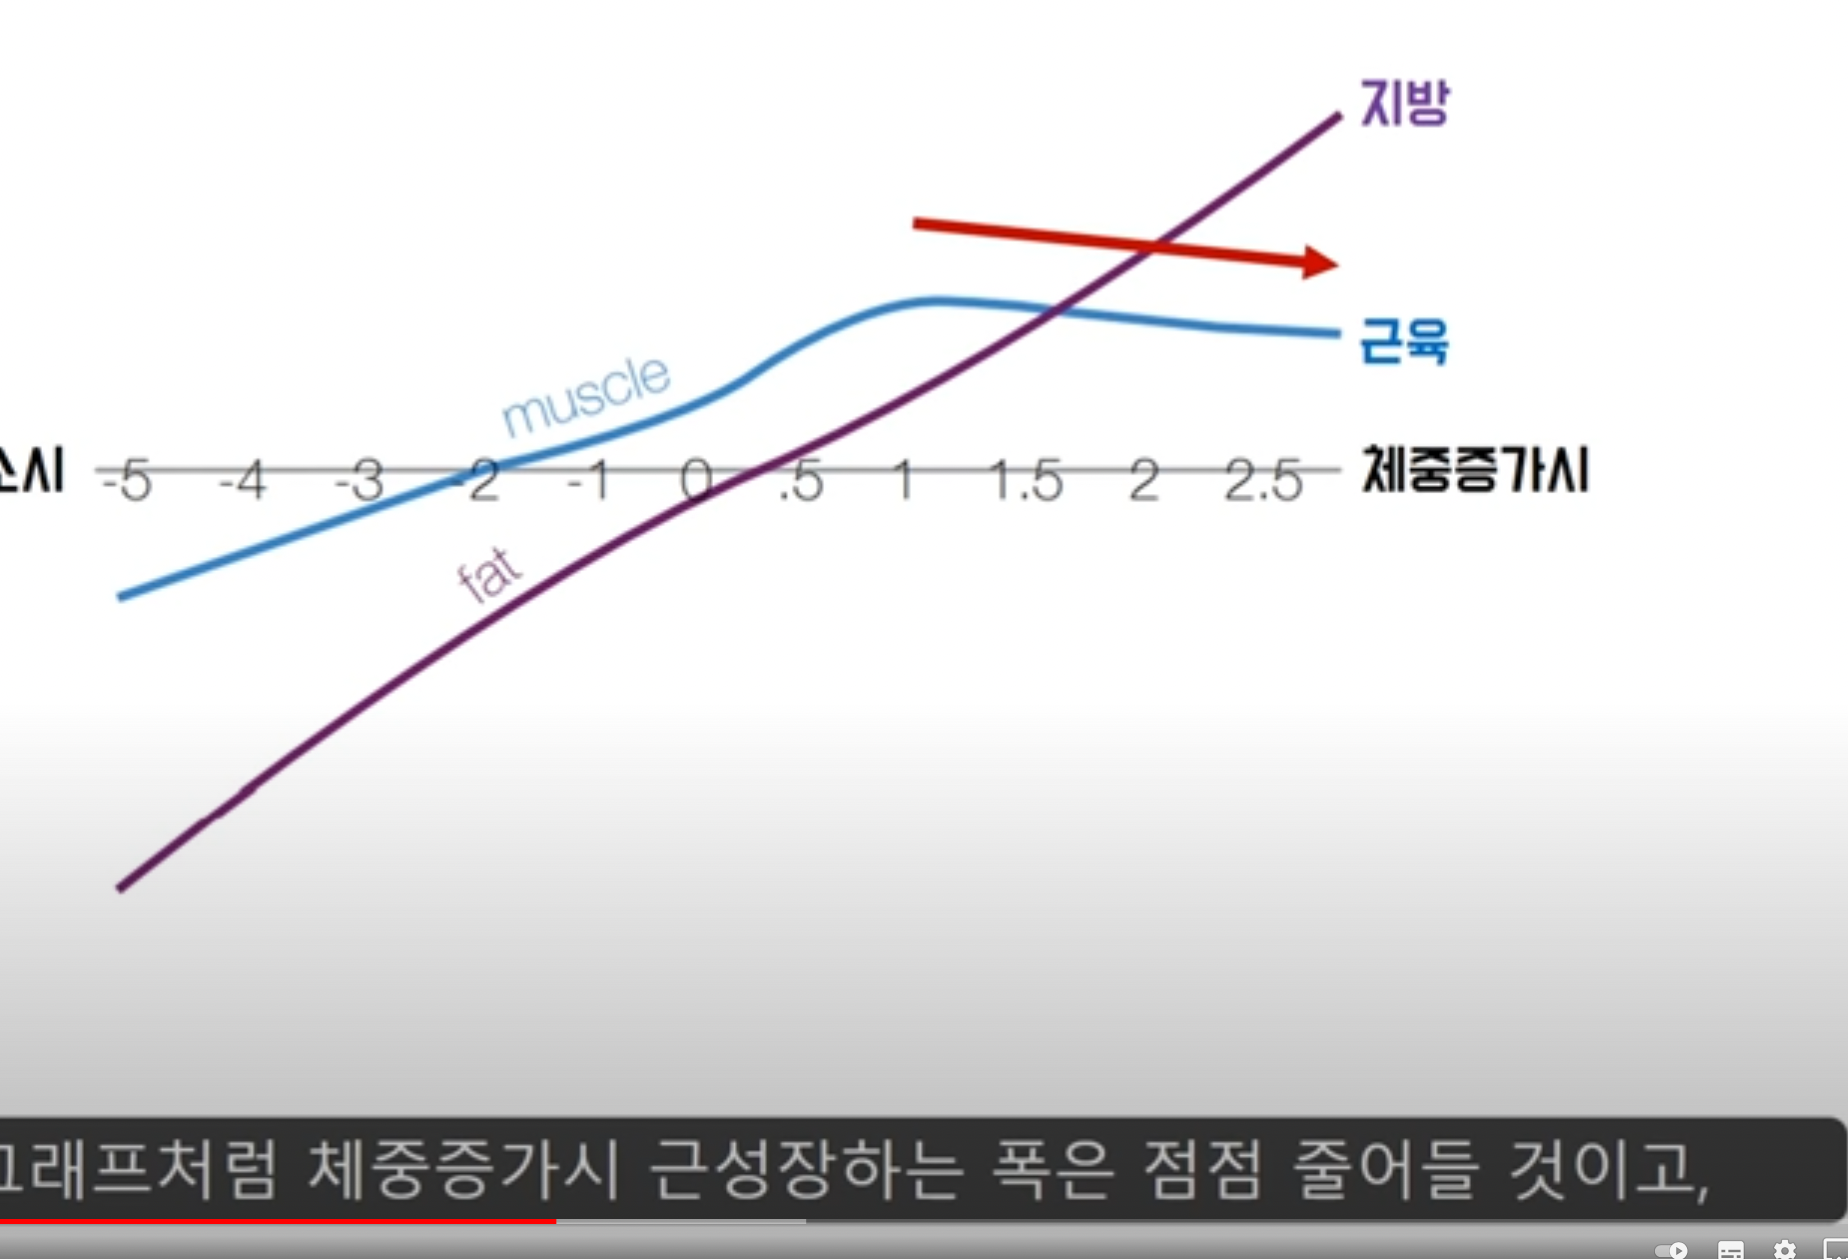 지방
근육
muscle
소시 -5 -4 -3 -2 -1 0 .5 1 1.5 2 2.5 체중증가시
fat
그래프처럼 체중증가시 근성장하는 폭은 점점 줄어들 것이고,